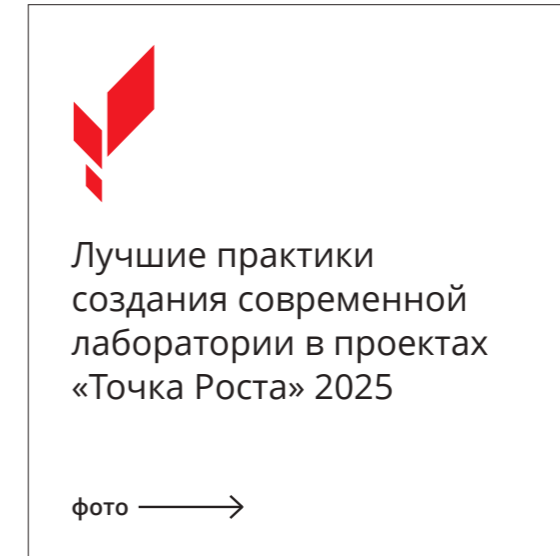 Лучшие практики
создания современной
лаборатории в проектах
«Точка Роста» 2025
фото